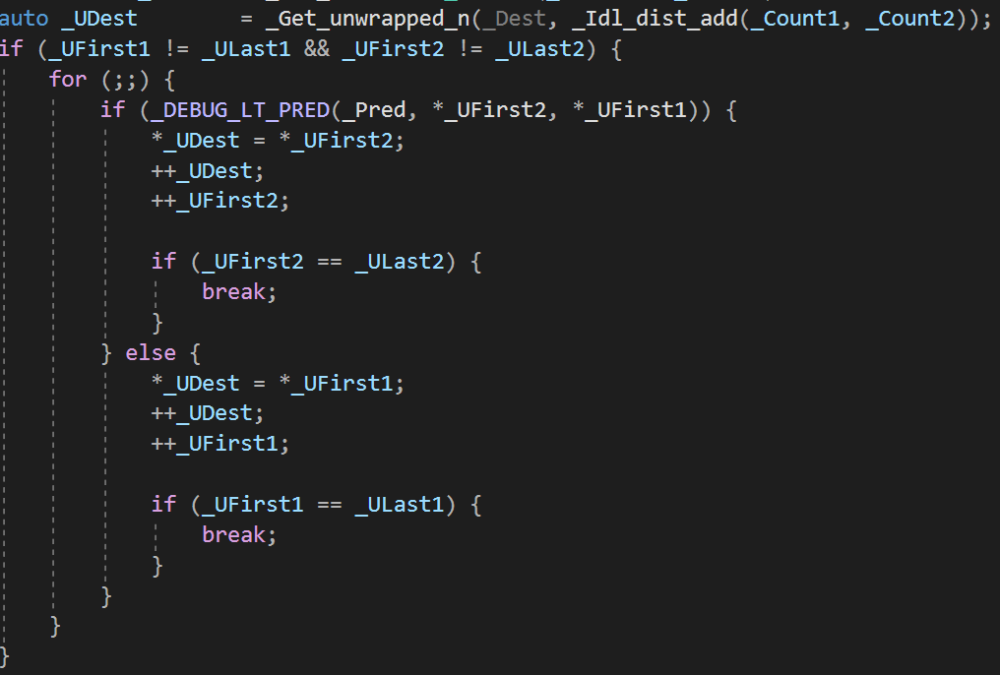 auto _UDest        = _Get_unwrapped_n(_Dest, _Idl_dist_add(_Count1, _Count2));
if (_UFirst1 != _ULast1 && _UFirst2 != _ULast2) {
    for (;;) {
        if (_DEBUG_LT_PRED(_Pred, *_UFirst2, *_UFirst1)) {
            *_UDest = *_UFirst2;
            ++_UDest;
            ++_UFirst2;

            if (_UFirst2 == _ULast2) {
                break;
            }
        } else {
            *_UDest = *_UFirst1;
            ++_UDest;
            ++_UFirst1;

            if (_UFirst1 == _ULast1) {
                break;
            }
        }
    }
}